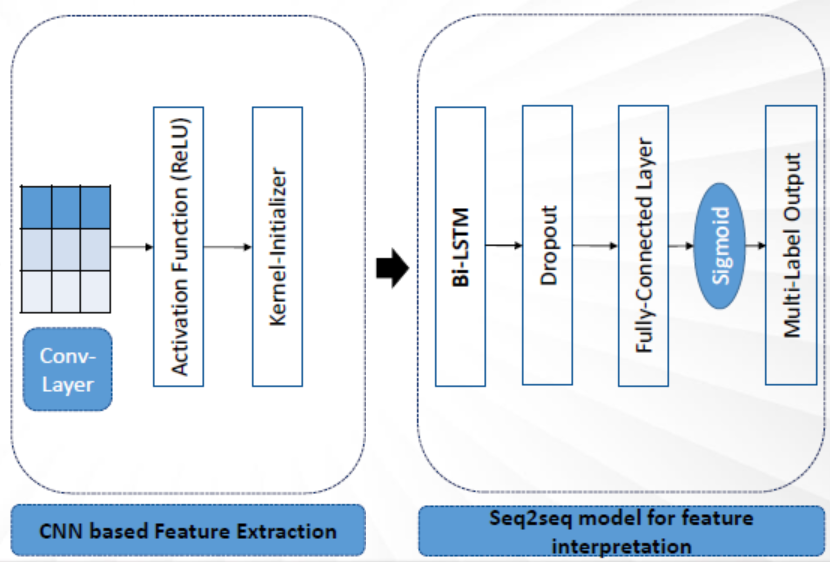 Conv-
Layer
Activation Function (ReLU)
Kernel-Initializer
CNN based Feature Extraction
Bi-LSTM
Dropout
Fully-Connected Layer
Sigmoid
Multi-Label Output
Seq2seq model for feature
interpretation